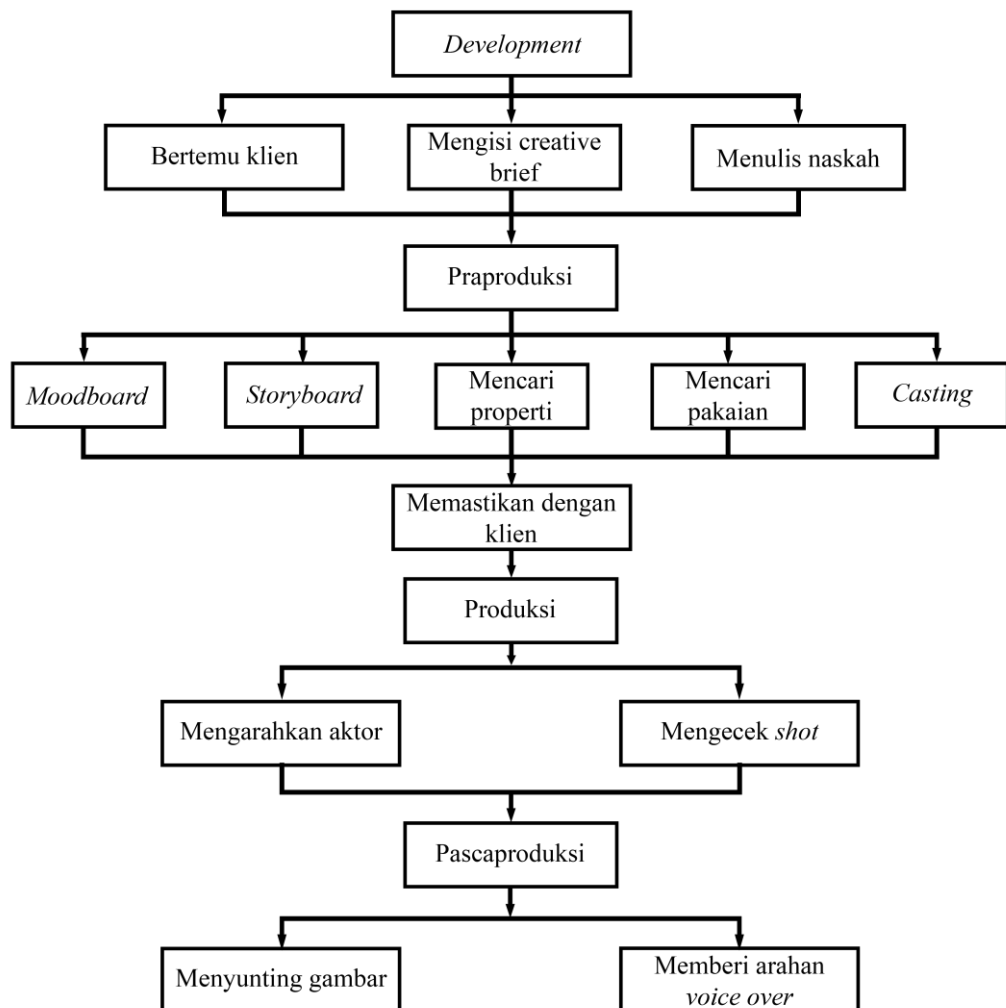 Development
Bertemu klien
Mengisi creative
brief
Menulis naskah
Praproduksi
Moodboard
Storyboard
Mencari
properti
Mencari
pakaian
Casting
Memastikan dengan
klien
Produksi
Mengarahkan aktor
Mengecek shot
Pascaproduksi
Menyunting gambar
Memberi arahan
voice over